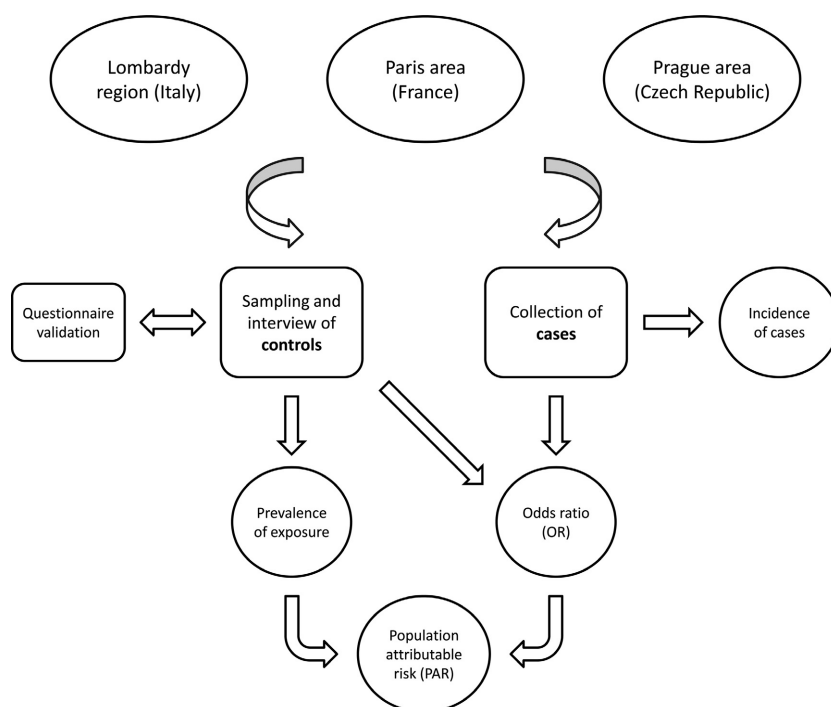 Lombardy
region (Italy)
Paris area
(France)
Prague area
(Czech Republic)
Questionnaire
validation
Sampling and
interview of
controls
Collection of
cases
Incidence
of cases
Prevalence
of exposure
Odds ratio
(OR)
Population
attributable
risk (PAR)